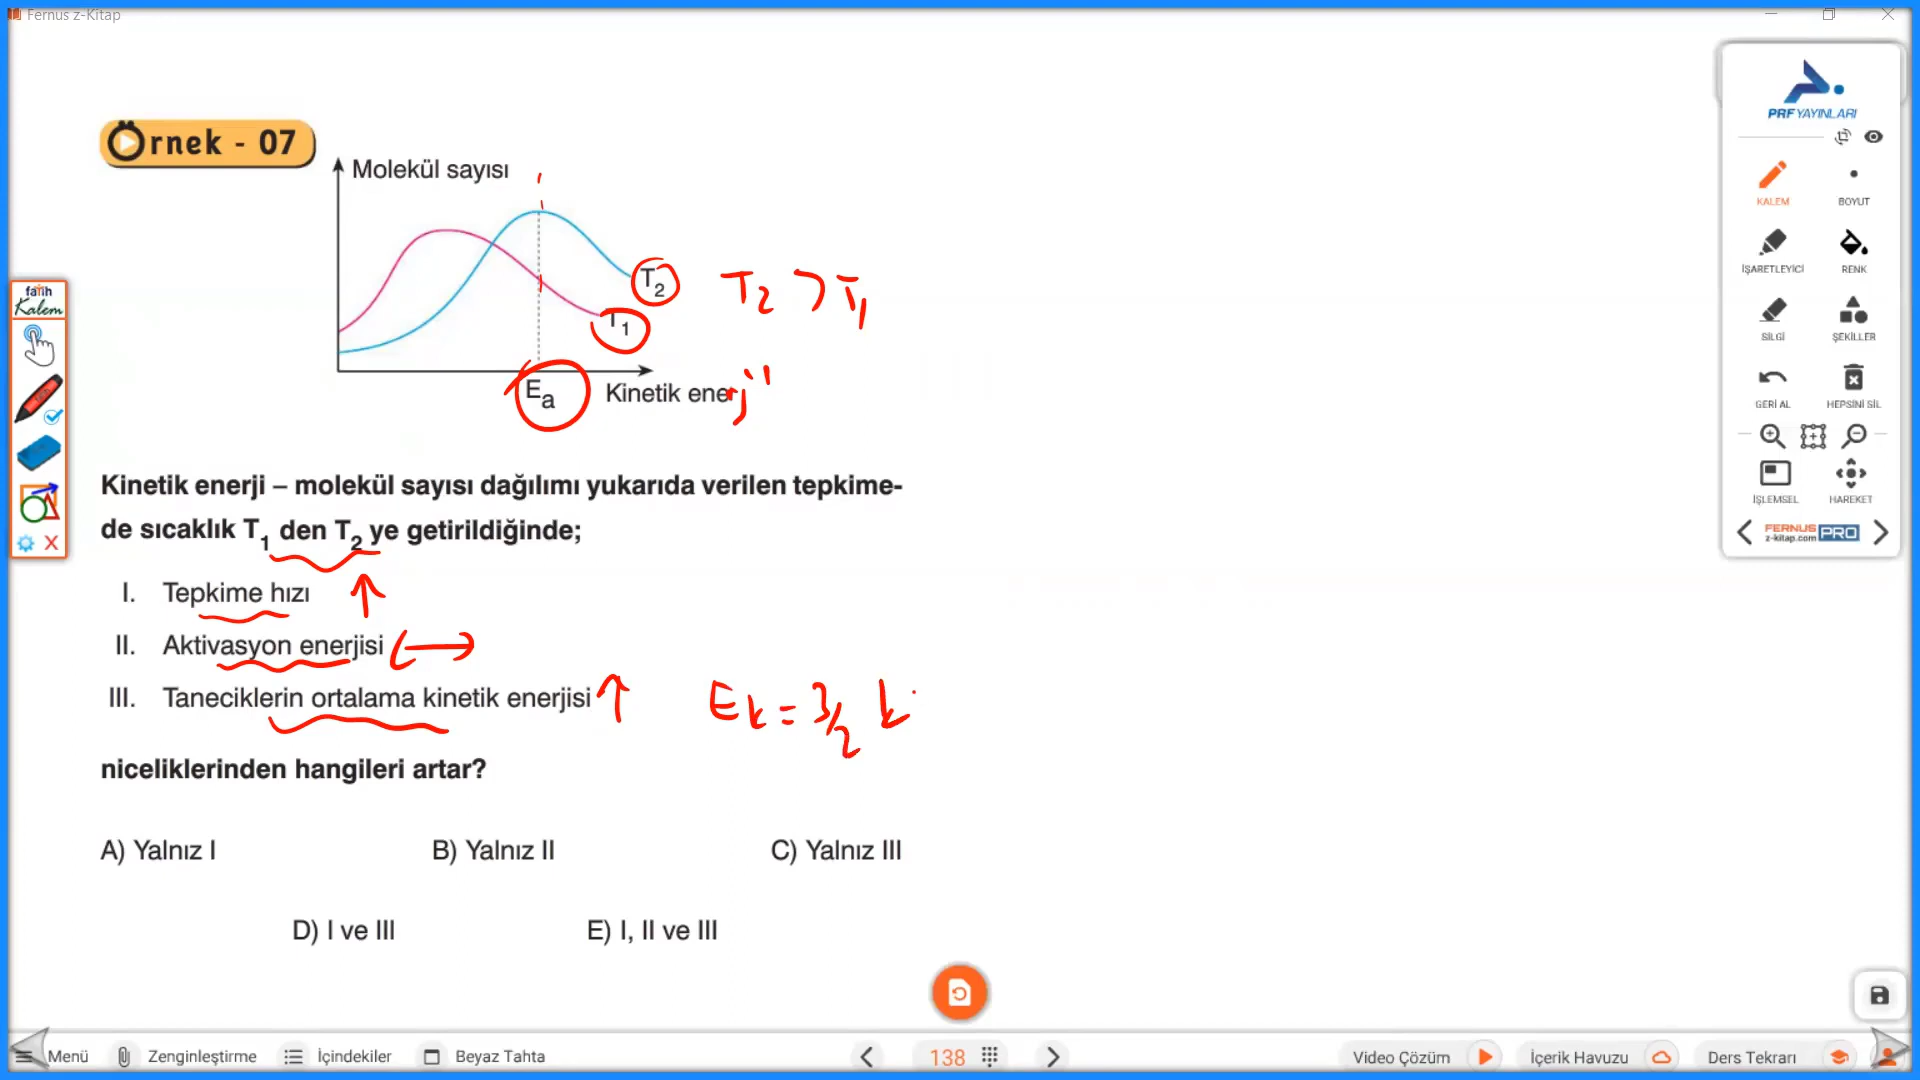 Fernus z-Kitap
Örnek - 07
Molekül sayısı
T2
T1
T2 > T1
Ea
Kinetik enerji
Kinetik enerji – molekül sayısı dağılımı yukarıda verilen tepkime-
de sıcaklık T1 den T2 ye getirildiğinde;
I. Tepkime hızı ↑
II. Aktivasyon enerjisi ↔
III. Taneciklerin ortalama kinetik enerjisi ↑ Ek = 3/2 k
niceliklerinden hangileri artar?
A) Yalnız I B) Yalnız II C) Yalnız III
D) I ve III E) I, II ve III
fatih
Kalem
PRF YAYINLARI
KALEM BOYUT
İŞARETLEYİCİ RENK
SİLGİ ŞEKİLLER
GERİ AL HEPSİNİ SİL
İŞLEMSEL HAREKET
FERNUS
z-kitap.com PRO
Menü Zenginleştirme İçindekiler Beyaz Tahta 138 Video Çözüm İçerik Havuzu Ders Tekrarı